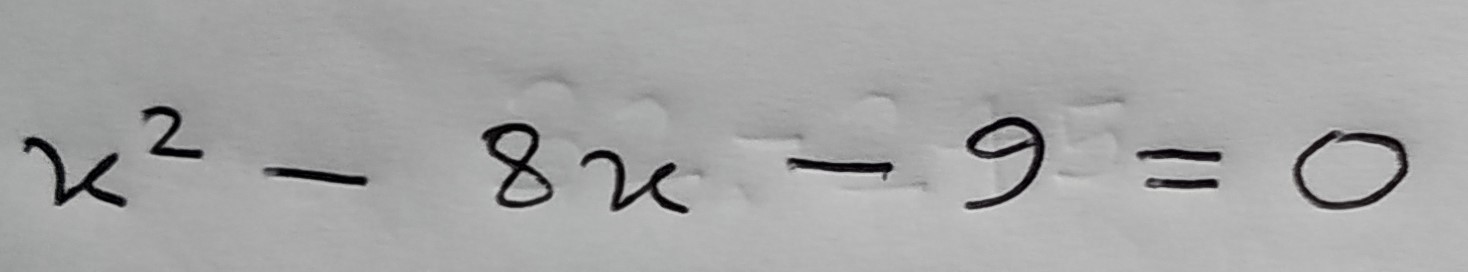 x² - 8x - 9 = 0